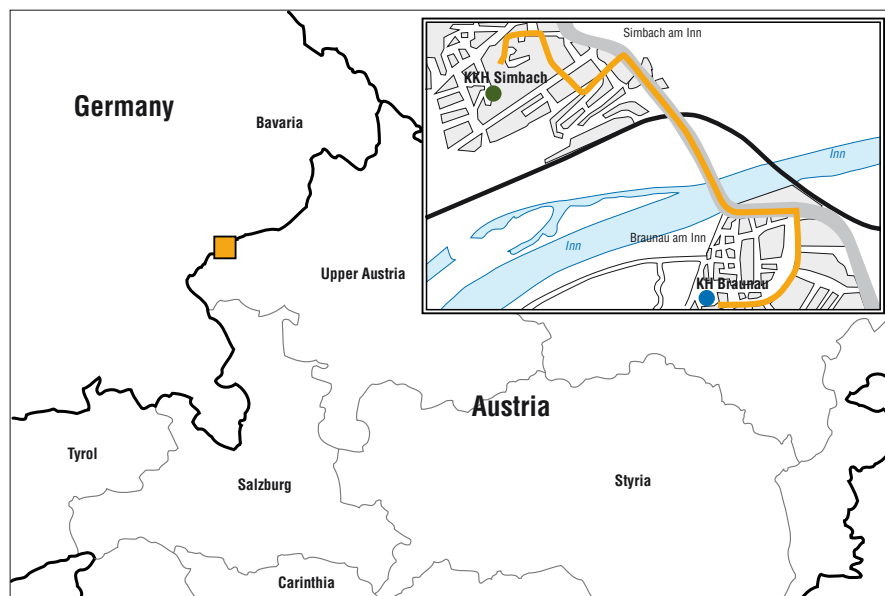 Germany
Bavaria
Upper Austria
Austria
Tyrol
Salzburg
Styria
Carinthia
Simbach am Inn
KKH Simbach
Inn
Inn
Braunau am Inn
KH Braunau